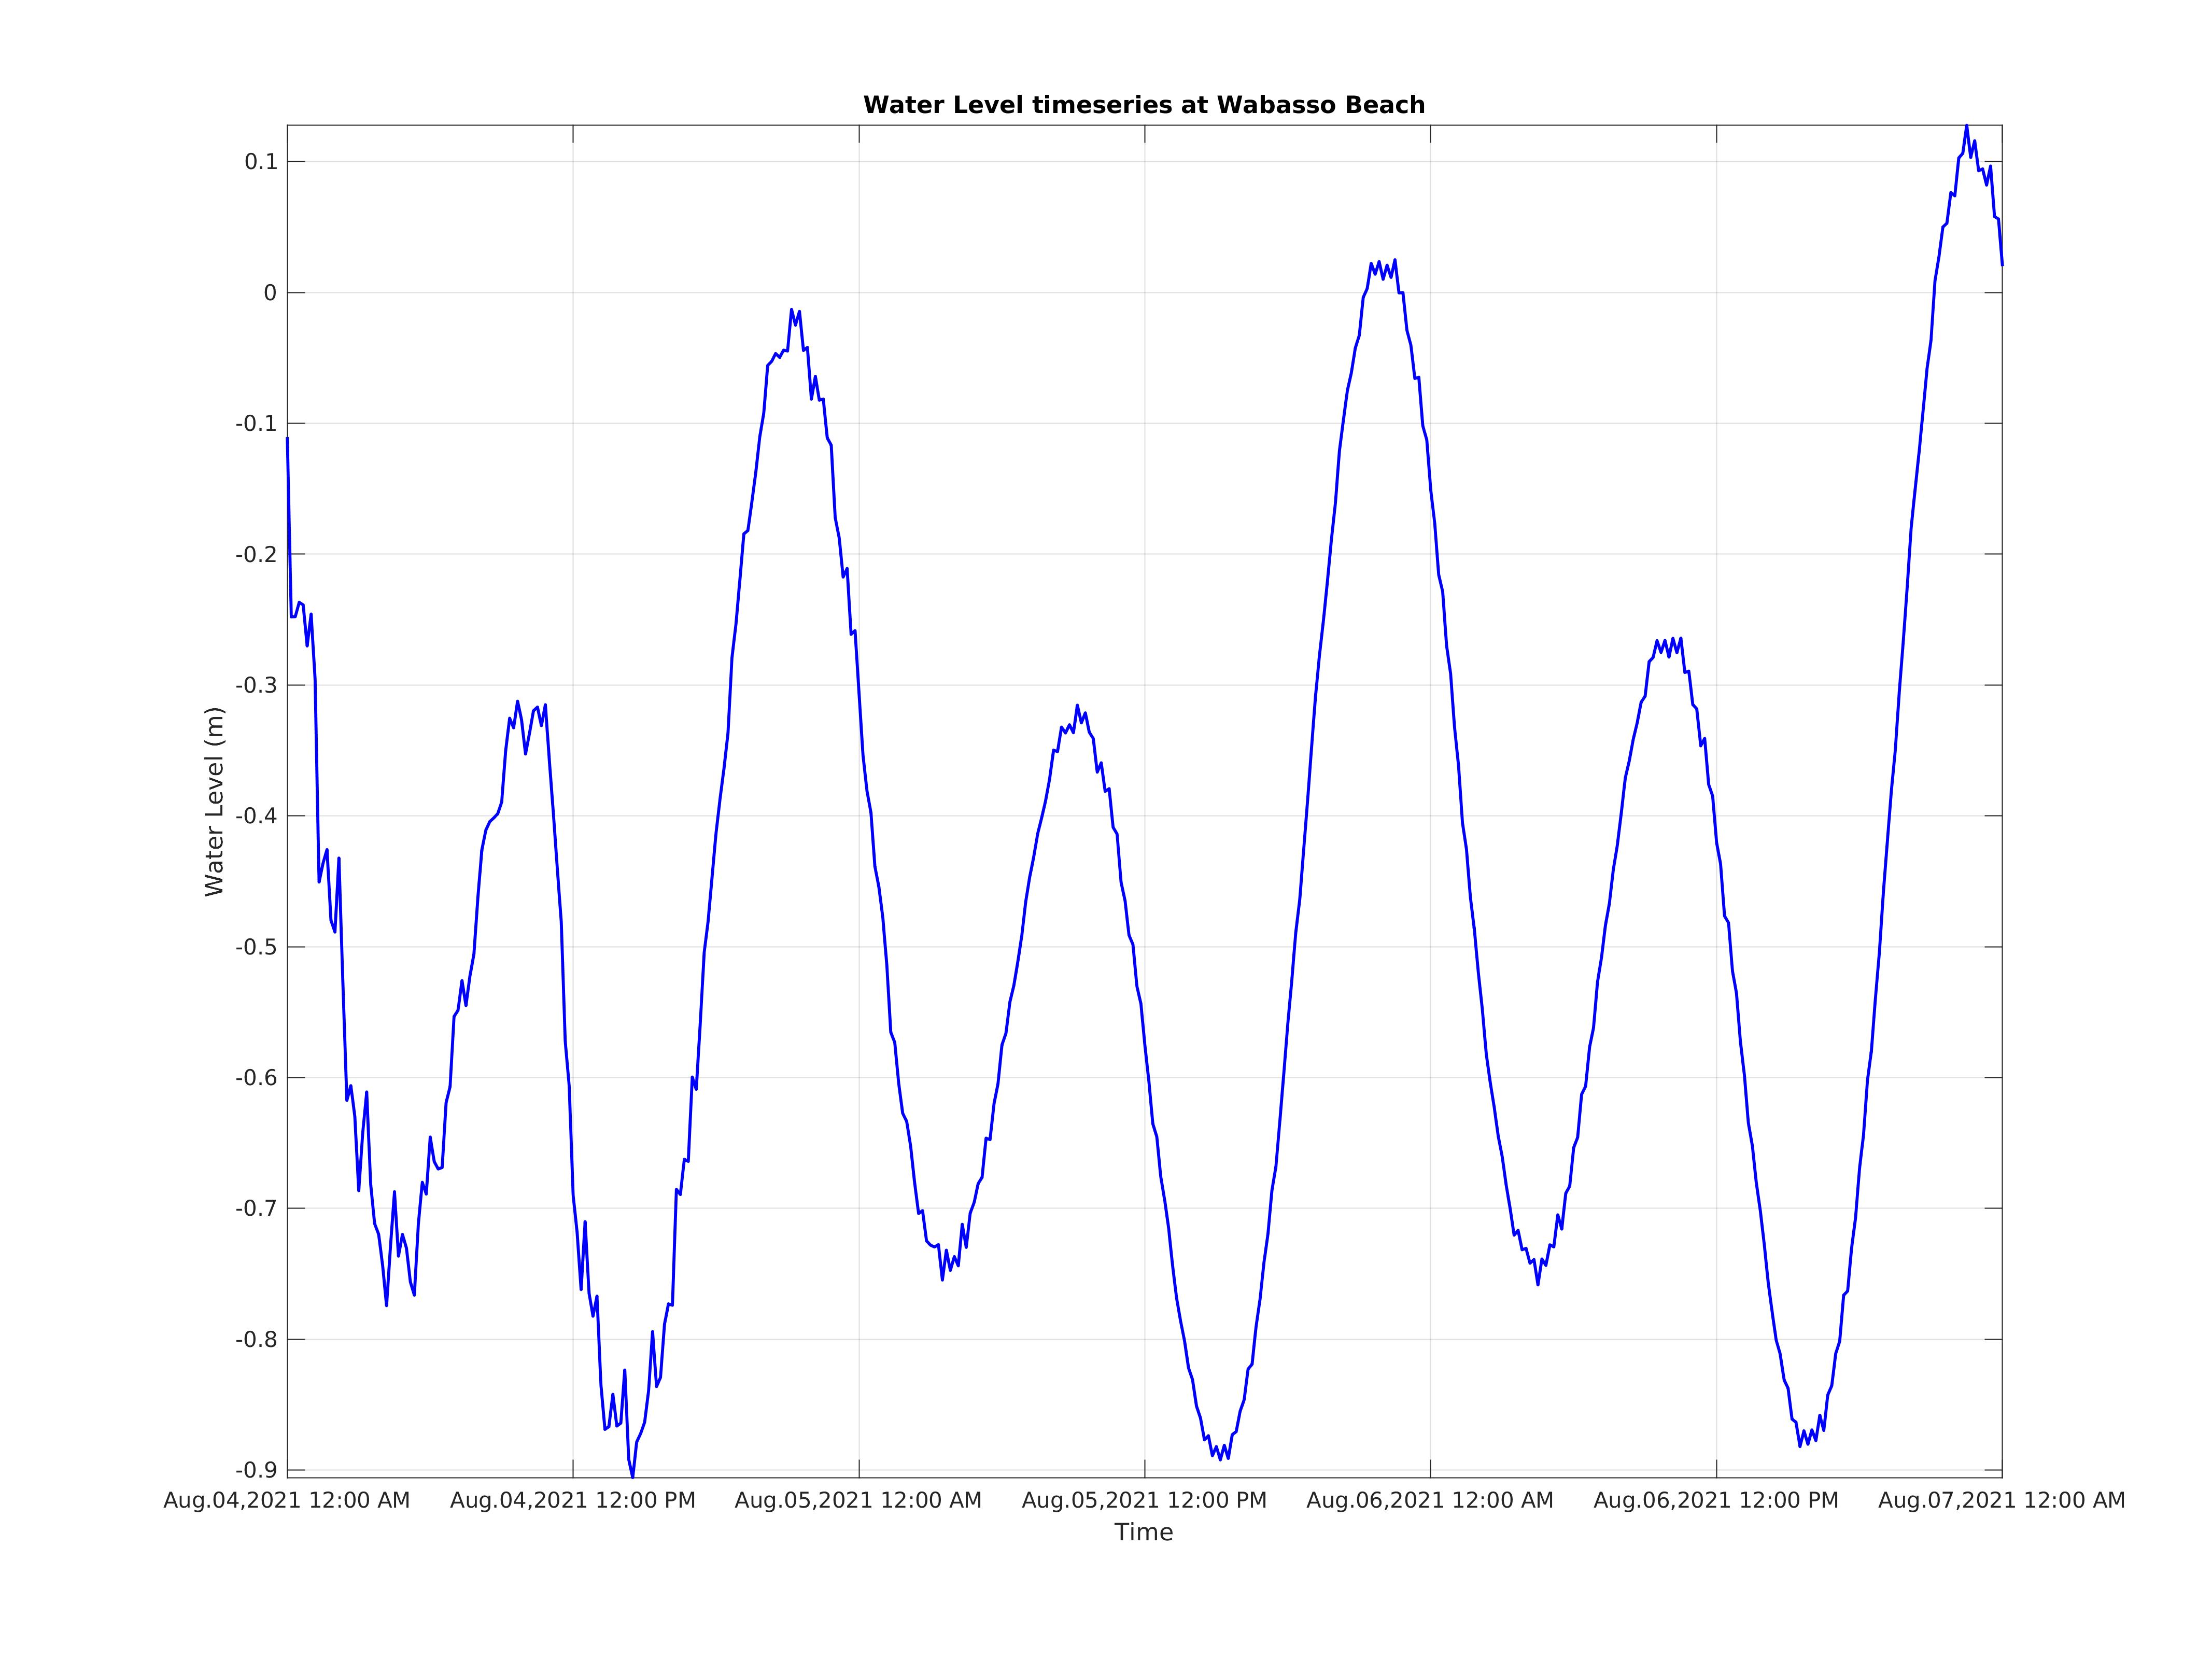 Water Level timeseries at Wabasso Beach
0.1
0
-0.1
-0.2
-0.3
-0.4
-0.5
-0.6
-0.7
-0.8
-0.9
Water Level (m)
Aug.04,2021 12:00 AM
Aug.04,2021 12:00 PM
Aug.05,2021 12:00 AM
Aug.05,2021 12:00 PM
Aug.06,2021 12:00 AM
Aug.06,2021 12:00 PM
Aug.07,2021 12:00 AM
Time